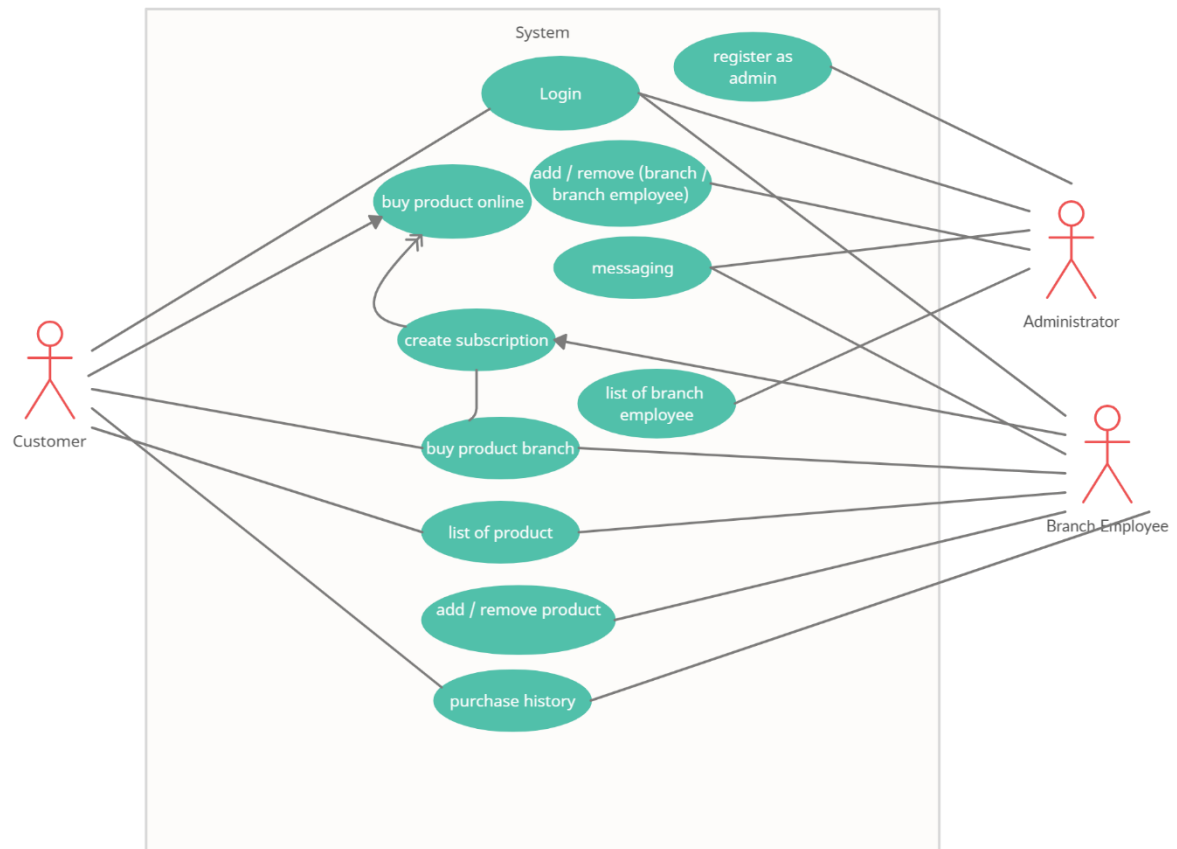 System
register as
admin
Login
add / remove (branch /
branch employee)
buy product online
messaging
Administrator
create subscription
list of branch
employee
Customer
buy product branch
Branch Employee
list of product
add / remove product
purchase history